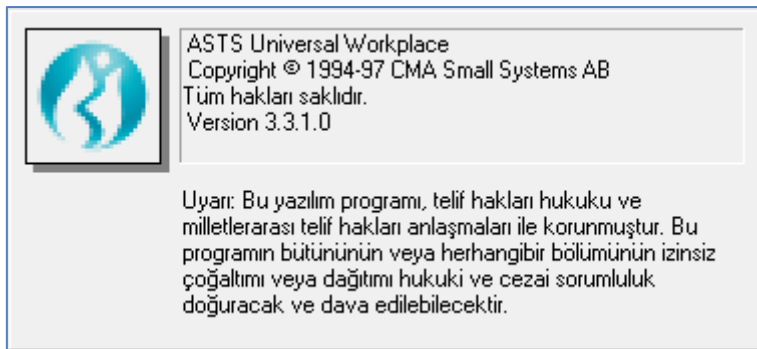 ASTS Universal Workplace
Copyright © 1994-97 CMA Small Systems AB
Tüm hakları saklıdır.
Version 3.3.1.0
Uyarı: Bu yazılım programı, telif hakları hukuku ve
milletlerarası telif hakları anlaşmaları ile korunmuştur. Bu
programın bütününün veya herhangibir bölümünün izinsiz
çoğaltımı veya dağıtımı hukuki ve cezai sorumluluk
doğuracak ve dava edilebilecektir.